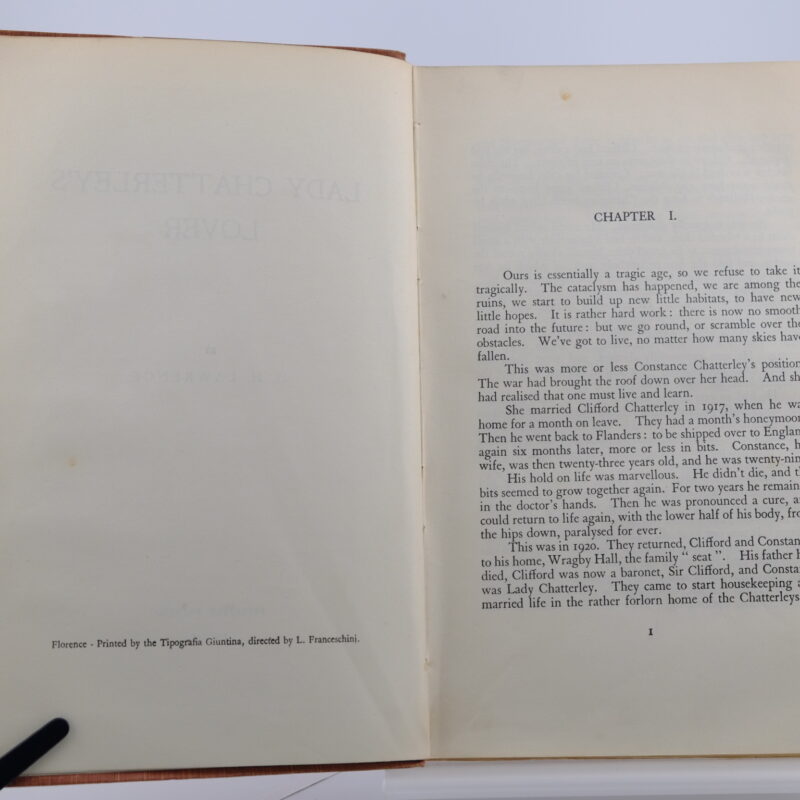 LADY CHATTERLEY'S
LOVER
BY
H. LAWRENCE
Florence - Printed by the Tipografia Giuntina, directed by L. Franceschini.
CHAPTER I.
Ours is essentially a tragic age, so we refuse to take it
tragically. The cataclysm has happened, we are among the
ruins, we start to build up new little habitats, to have new
little hopes. It is rather hard work: there is now no smooth
road into the future: but we go round, or scramble over the
obstacles. We've got to live, no matter how many skies have
fallen.
This was more or less Constance Chatterley's position
The war had brought the roof down over her head. And sh
had realised that one must live and learn.
She married Clifford Chatterley in 1917, when he wa
home for a month on leave. They had a month's honeymoon
Then he went back to Flanders: to be shipped over to Englan
again six months later, more or less in bits. Constance, h
wife, was then twenty-three years old, and he was twenty-nin
His hold on life was marvellous. He didn't die, and t
bits seemed to grow together again. For two years he remain
in the doctor's hands. Then he was pronounced a cure, a
could return to life again, with the lower half of his body, fro
the hips down, paralysed for ever.
This was in 1920. They returned, Clifford and Constan
to his home, Wragby Hall, the family " seat ". His father h
died, Clifford was now a baronet, Sir Clifford, and Consta
was Lady Chatterley. They came to start housekeeping a
married life in the rather forlorn home of the Chatterleys
1